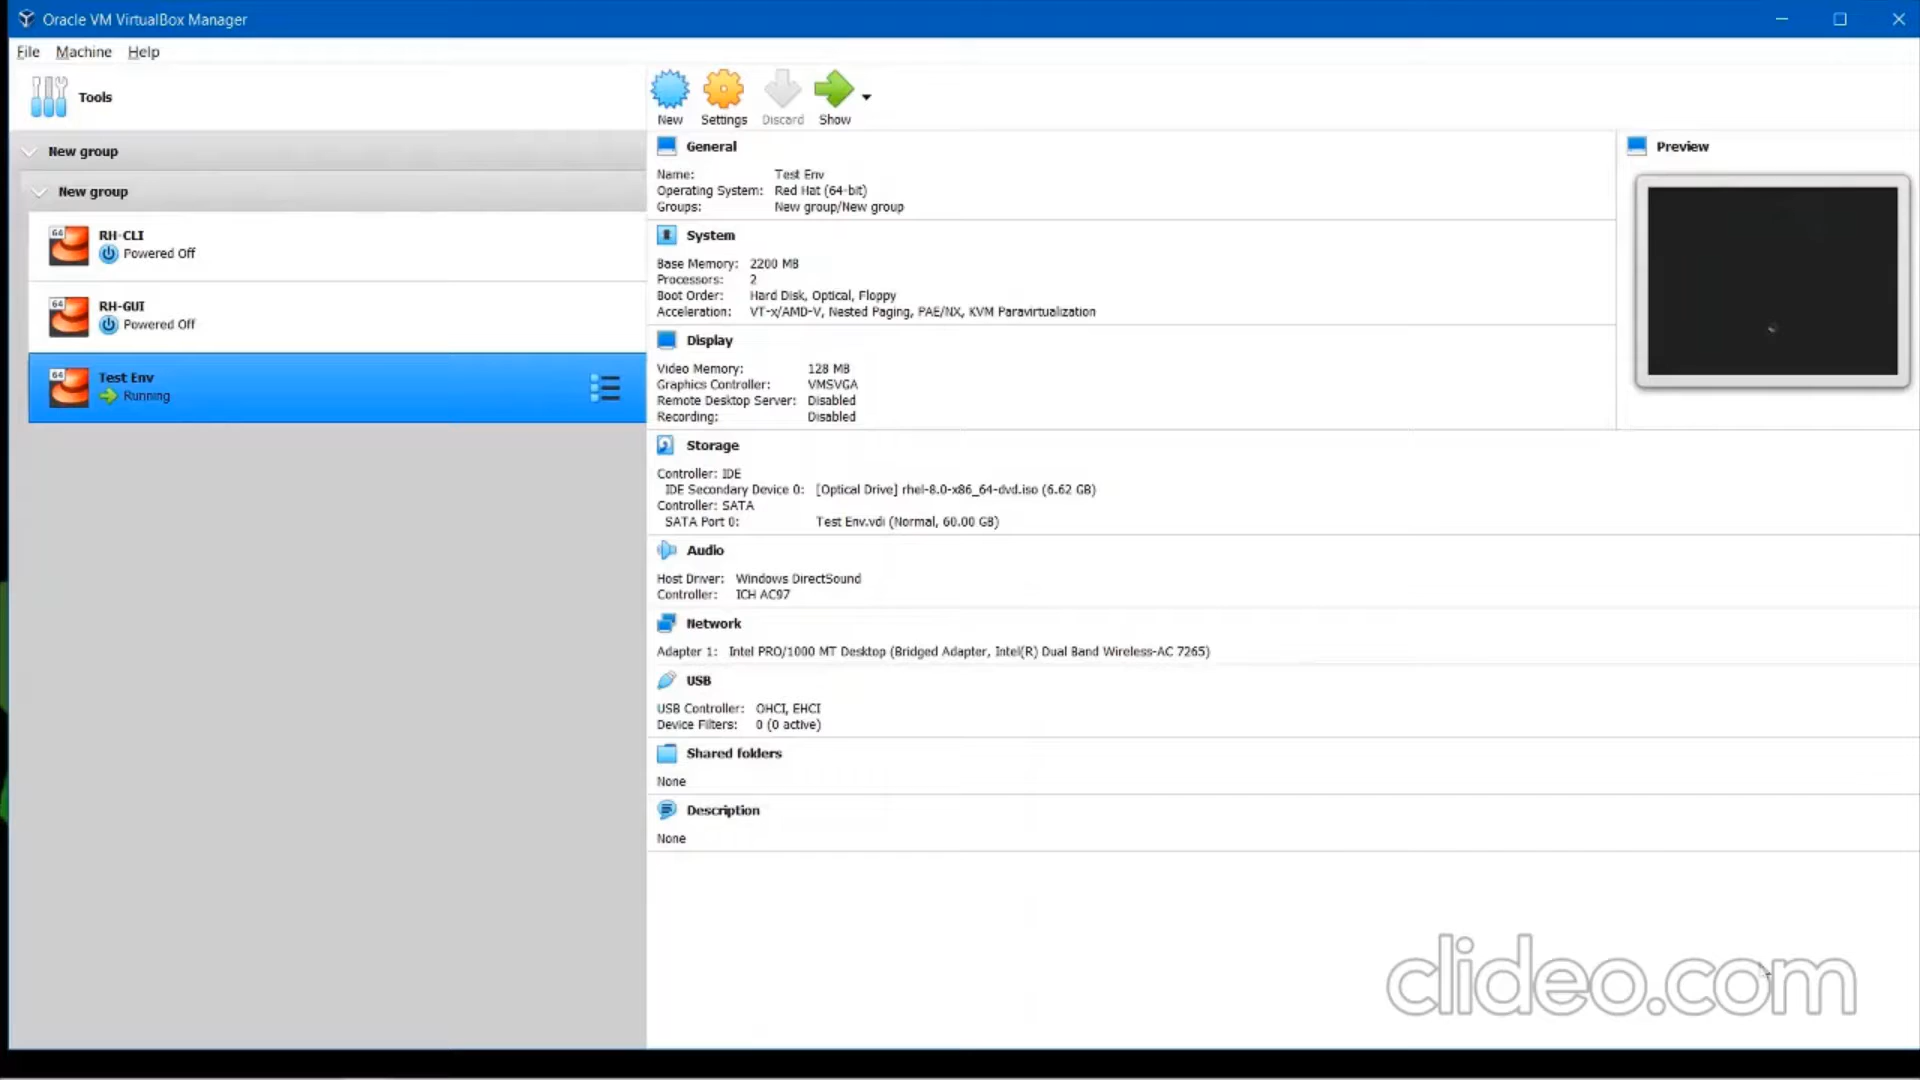 Oracle VM VirtualBox Manager
File Machine Help
Tools
New Settings Discard Show
New group
New group
64 RH-CLI
Powered Off
64 RH-GUI
Powered Off
64 Test Env
Running
General
Name: Test Env
Operating System: Red Hat (64-bit)
Groups: New group/New group
System
Base Memory: 2200 MB
Processors: 2
Boot Order: Hard Disk, Optical, Floppy
Acceleration: VT-x/AMD-V, Nested Paging, PAE/NX, KVM Paravirtualization
Display
Video Memory: 128 MB
Graphics Controller: VMSVGA
Remote Desktop Server: Disabled
Recording: Disabled
Storage
Controller: IDE
IDE Secondary Device 0: [Optical Drive] rhel-8.0-x86_64-dvd.iso (6.62 GB)
Controller: SATA
SATA Port 0: Test Env.vdi (Normal, 60.00 GB)
Audio
Host Driver: Windows DirectSound
Controller: ICH AC97
Network
Adapter 1: Intel PRO/1000 MT Desktop (Bridged Adapter, Intel(R) Dual Band Wireless-AC 7265)
USB
USB Controller: OHCI, EHCI
Device Filters: 0 (0 active)
Shared folders
None
Description
None
Preview
clideo.com